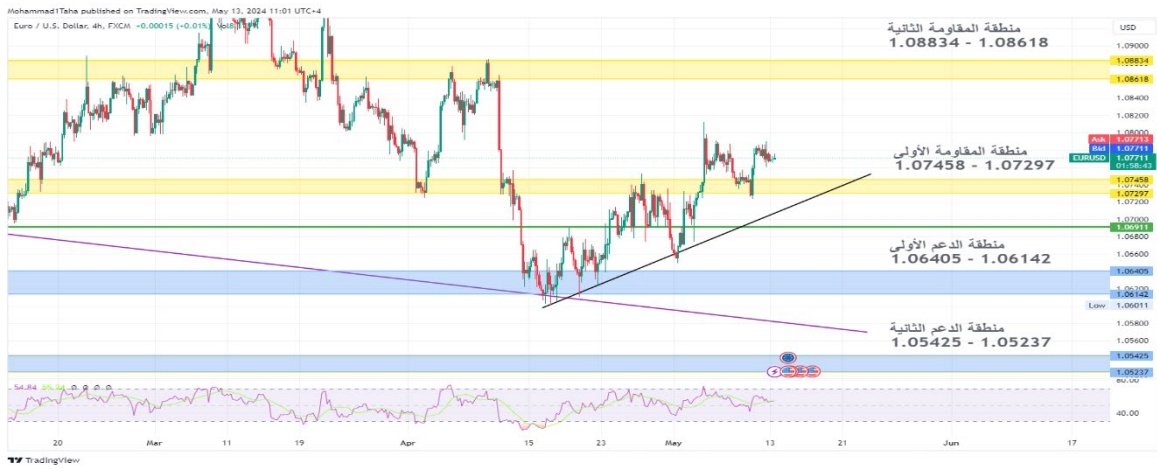 Mohammad1Taha published on TradingView.com, May 13, 2024 11:01 UTC+4
Euro / U.S. Dollar, 4h, FXCM +0.00015 (+0.01%)
USD
منطقة المقاومة الثانية
1.08834 - 1.08618
1.09000
1.08834
1.08618
1.08400
1.08200
1.08000
Ask 1.07713
Bid 1.07711
EURUSD 1.07711
01:58:43
منطقة المقاومة الأولى
1.07458 - 1.07297
1.07458
1.07297
1.07200
1.07000
1.06911
1.06800
1.06600
منطقة الدعم الأولى
1.06405 - 1.06142
1.06405
1.06142
Low 1.06011
1.05800
1.05600
منطقة الدعم الثانية
1.05425 - 1.05237
1.05425
1.05237
54.84
80.00
40.00
20 Mar 11 19 Apr 15 23 May 13 21 Jun 17
TradingView